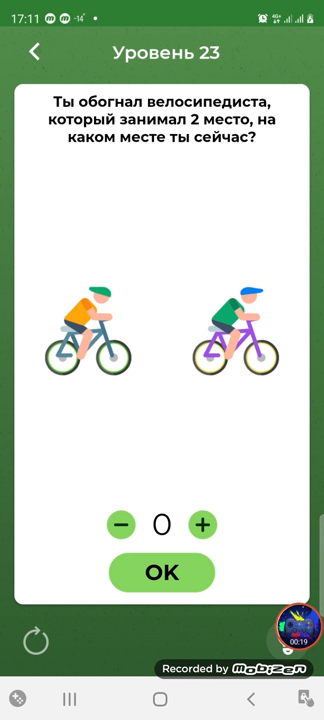 17:11 -14°
Уровень 23
Ты обогнал велосипедиста,
который занимал 2 место, на
каком месте ты сейчас?
− 0 +
OK
00:19
Recorded by mobizen